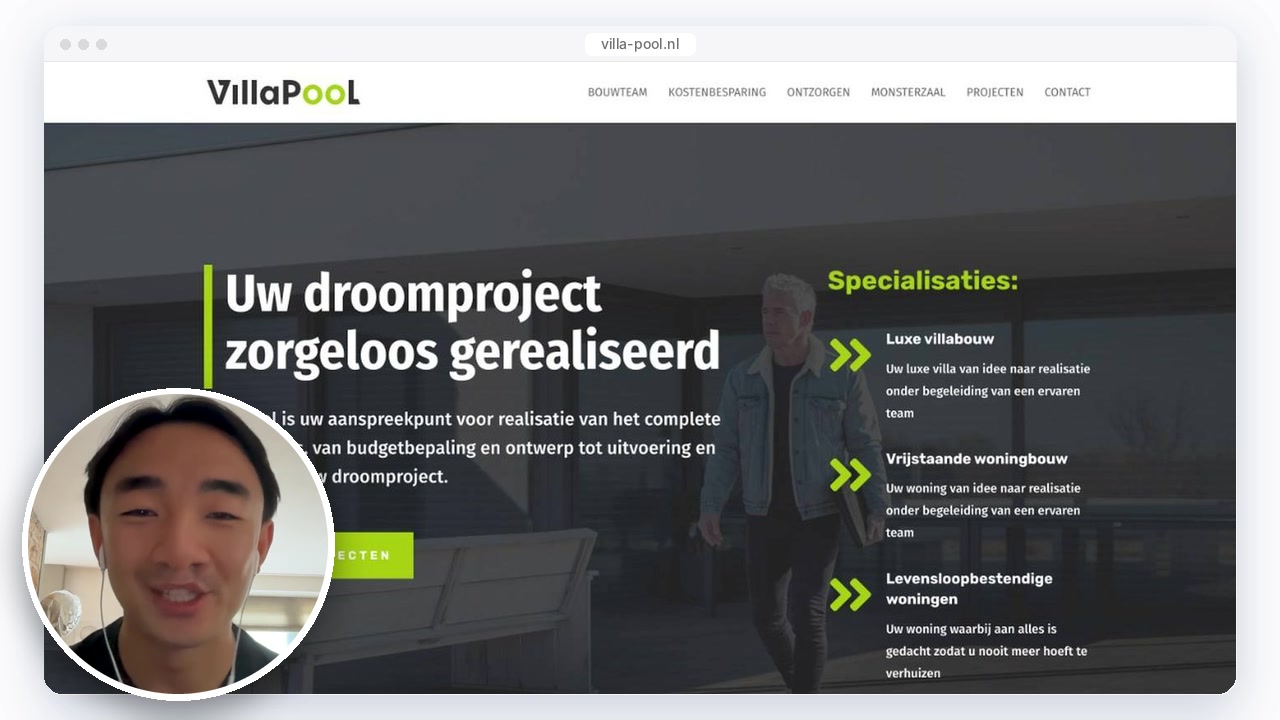 villa-pool.nl
VillaPool
BOUWTEAM KOSTENBESPARING ONTZORGEN MONSTERZAAL PROJECTEN CONTACT
Uw droomproject
zorgeloos gerealiseerd
is uw aanspreekpunt voor realisatie van het complete
van budgetbepaling en ontwerp tot uitvoering en
droomproject.
Specialisaties:
Luxe villabouw
Uw luxe villa van idee naar realisatie
onder begeleiding van een ervaren
team
Vrijstaande woningbouw
Uw woning van idee naar realisatie
onder begeleiding van een ervaren
team
Levensloopbestendige
woningen
Uw woning waarbij aan alles is
gedacht zodat u nooit meer hoeft te
verhuizen